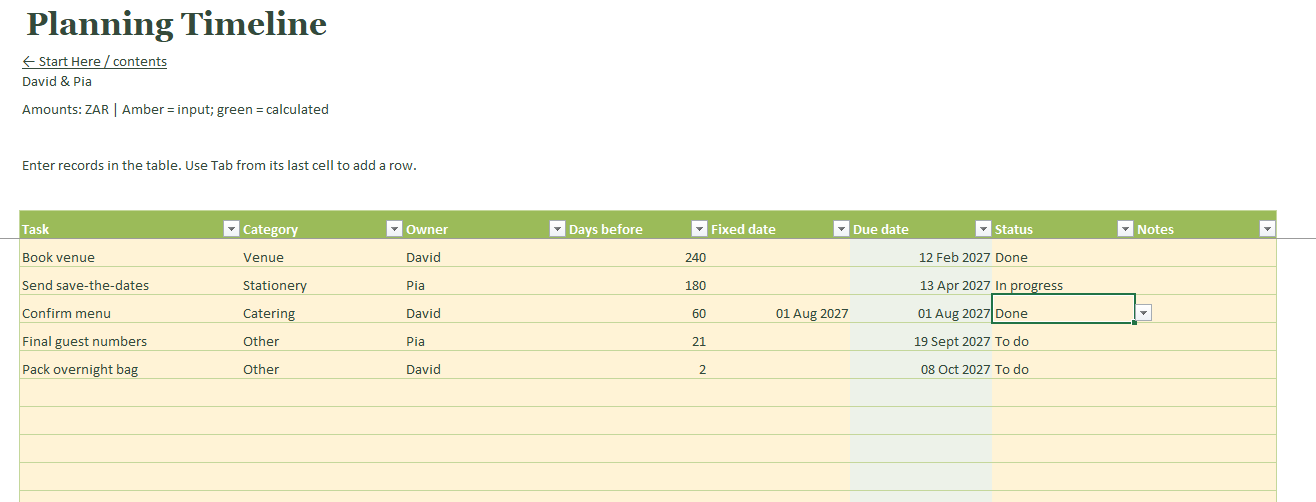 Planning Timeline
← Start Here / contents
David & Pia
Amounts: ZAR | Amber = input; green = calculated
Enter records in the table. Use Tab from its last cell to add a row.
Task Category Owner Days before Fixed date Due date Status Notes
Book venue Venue David 240 12 Feb 2027 Done
Send save-the-dates Stationery Pia 180 13 Apr 2027 In progress
Confirm menu Catering David 60 01 Aug 2027 01 Aug 2027 Done
Final guest numbers Other Pia 21 19 Sept 2027 To do
Pack overnight bag Other David 2 08 Oct 2027 To do